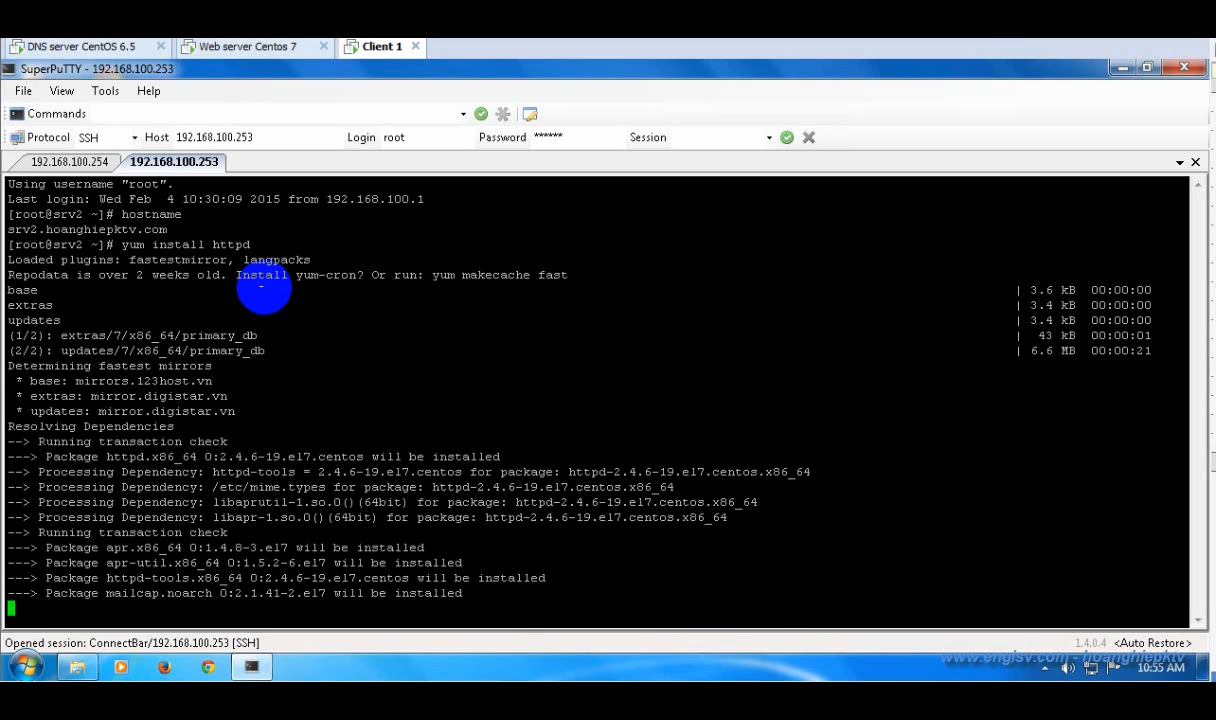 DNS server CentOS 6.5
Web server Centos 7
Client 1
SuperPuTTY - 192.168.100.253
File View Tools Help
Commands
Protocol SSH Host 192.168.100.253 Login root Password ****** Session
192.168.100.254 192.168.100.253
Using username "root".
Last login: Wed Feb  4 10:30:09 2015 from 192.168.100.1
[root@srv2 ~]# hostname
srv2.hoanghiepktv.com
[root@srv2 ~]# yum install httpd
Loaded plugins: fastestmirror, langpacks
Repodata is over 2 weeks old. Install yum-cron? Or run: yum makecache fast
base | 3.6 kB 00:00:00
extras | 3.4 kB 00:00:00
updates | 3.4 kB 00:00:00
(1/2): extras/7/x86_64/primary_db | 43 kB 00:00:01
(2/2): updates/7/x86_64/primary_db | 6.6 MB 00:00:21
Determining fastest mirrors
* base: mirrors.123host.vn
* extras: mirror.digistar.vn
* updates: mirror.digistar.vn
Resolving Dependencies
--> Running transaction check
---> Package httpd.x86_64 0:2.4.6-19.el7.centos will be installed
--> Processing Dependency: httpd-tools = 2.4.6-19.el7.centos for package: httpd-2.4.6-19.el7.centos.x86_64
--> Processing Dependency: /etc/mime.types for package: httpd-2.4.6-19.el7.centos.x86_64
--> Processing Dependency: libaprutil-1.so.0()(64bit) for package: httpd-2.4.6-19.el7.centos.x86_64
--> Processing Dependency: libapr-1.so.0()(64bit) for package: httpd-2.4.6-19.el7.centos.x86_64
--> Running transaction check
---> Package apr.x86_64 0:1.4.8-3.el7 will be installed
---> Package apr-util.x86_64 0:1.5.2-6.el7 will be installed
---> Package httpd-tools.x86_64 0:2.4.6-19.el7.centos will be installed
---> Package mailcap.noarch 0:2.1.41-2.el7 will be installed
Opened session: ConnectBar/192.168.100.253 [SSH] 1.4.0.4 <Auto Restore>
www.engisv.com - hoanghiepktv
10:55 AM